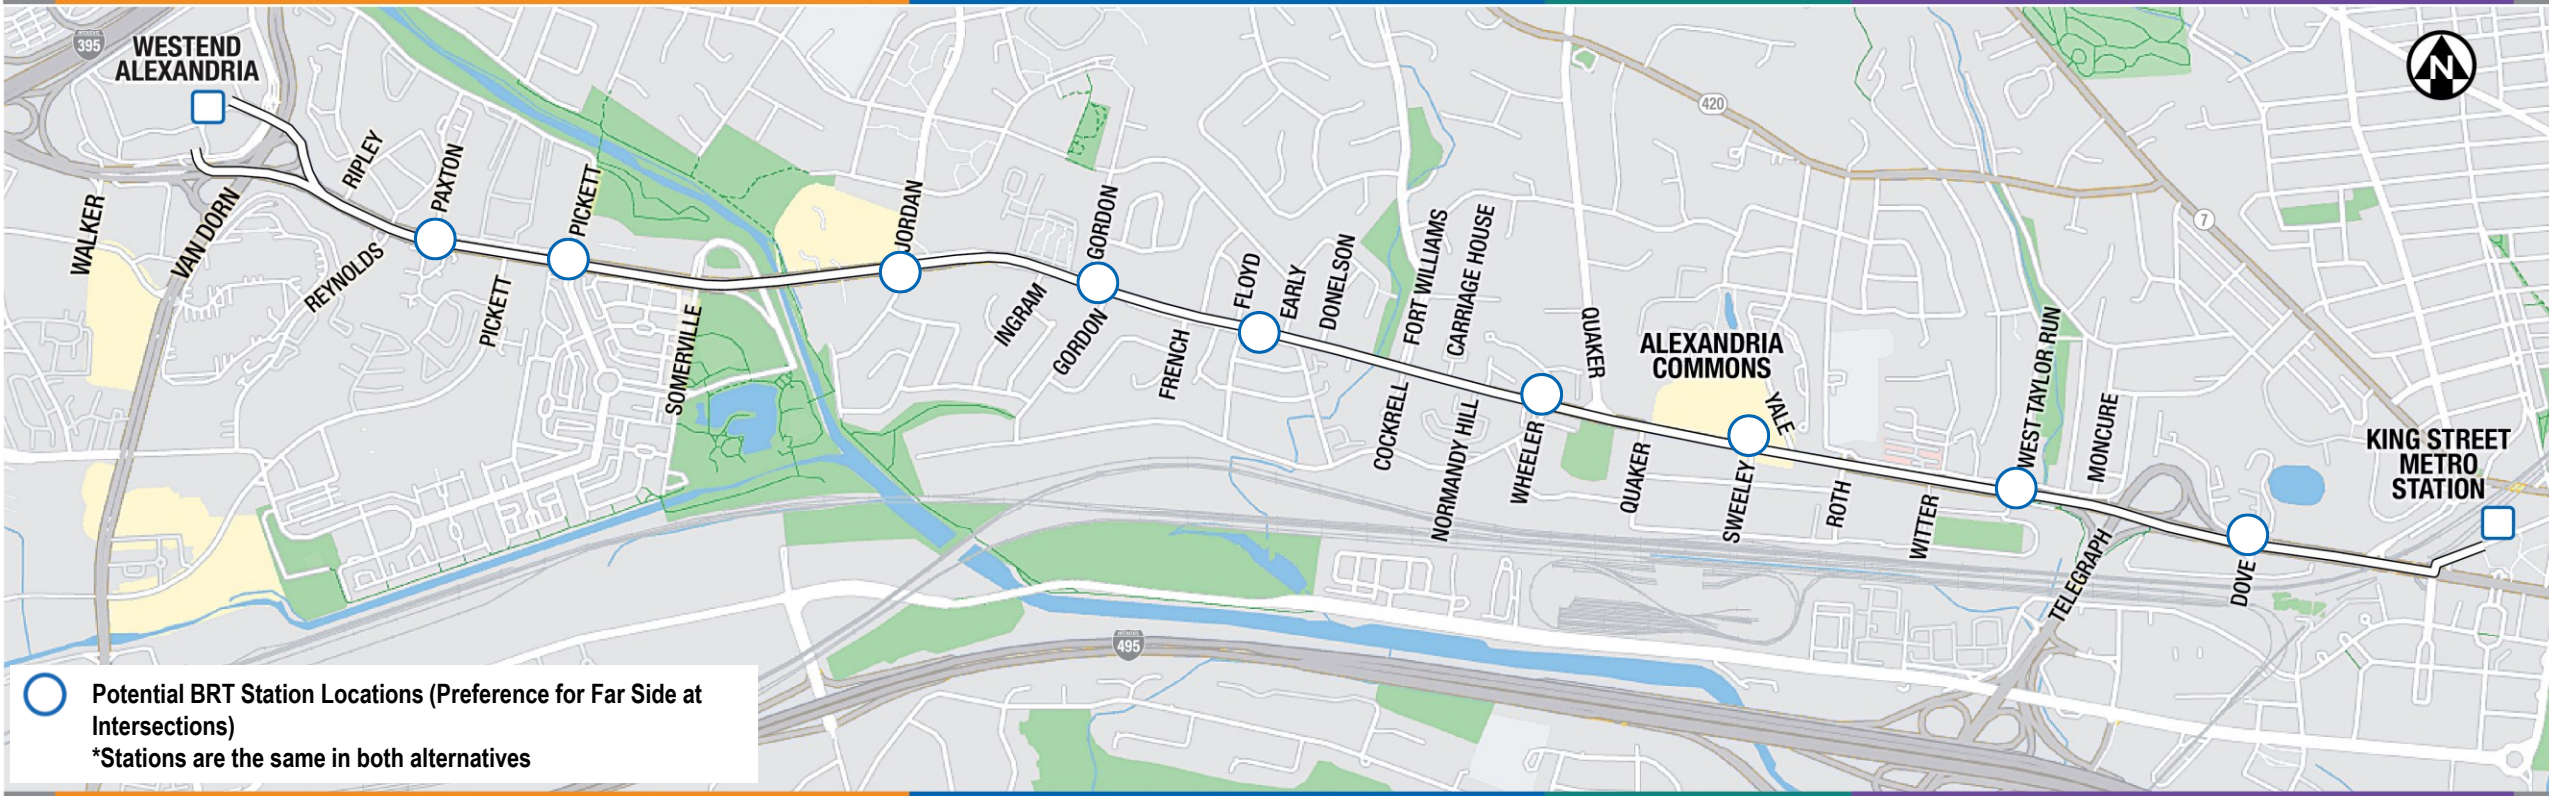 INTERSTATE
395
WESTEND
ALEXANDRIA
N
420
7
RIPLEY
PAXTON
PICKETT
JORDAN
GORDON
WALKER
VAN DORN
REYNOLDS
PICKETT
SOMERVILLE
INGRAM
GORDON
FRENCH
FLOYD
EARLY
DONELSON
FORT WILLIAMS
CARRIAGE HOUSE
COCKRELL
NORMANDY HILL
WHEELER
QUAKER
QUAKER
ALEXANDRIA
COMMONS
YALE
SWEELEY
ROTH
WITTER
WEST TAYLOR RUN
MONCURE
TELEGRAPH
DOVE
KING STREET
METRO
STATION
INTERSTATE
495
Potential BRT Station Locations (Preference for Far Side at
Intersections)
*Stations are the same in both alternatives